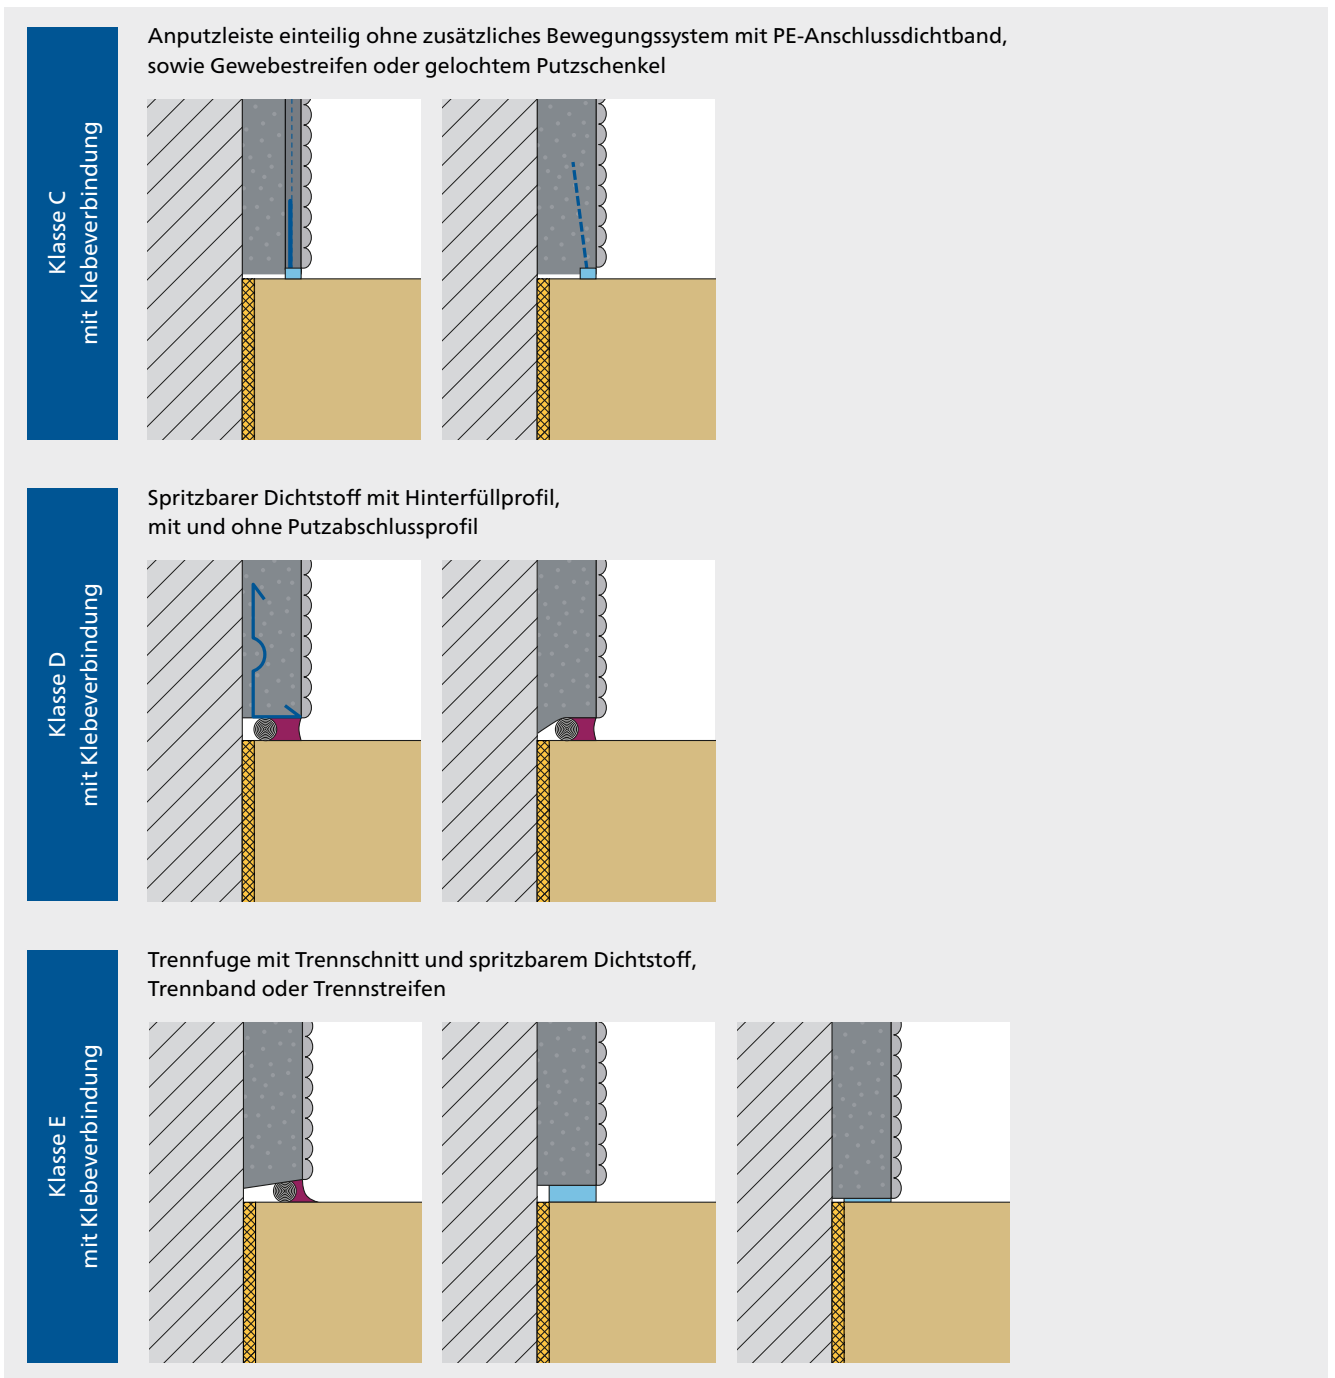 Klasse C
mit Klebeverbindung
Anputzleiste einteilig ohne zusätzliches Bewegungssystem mit PE-Anschlussdichtband,
sowie Gewebestreifen oder gelochtem Putzschenkel
Klasse D
mit Klebeverbindung
Spritzbarer Dichtstoff mit Hinterfüllprofil,
mit und ohne Putzabschlussprofil
Klasse E
mit Klebeverbindung
Trennfuge mit Trennschnitt und spritzbarem Dichtstoff,
Trennband oder Trennstreifen